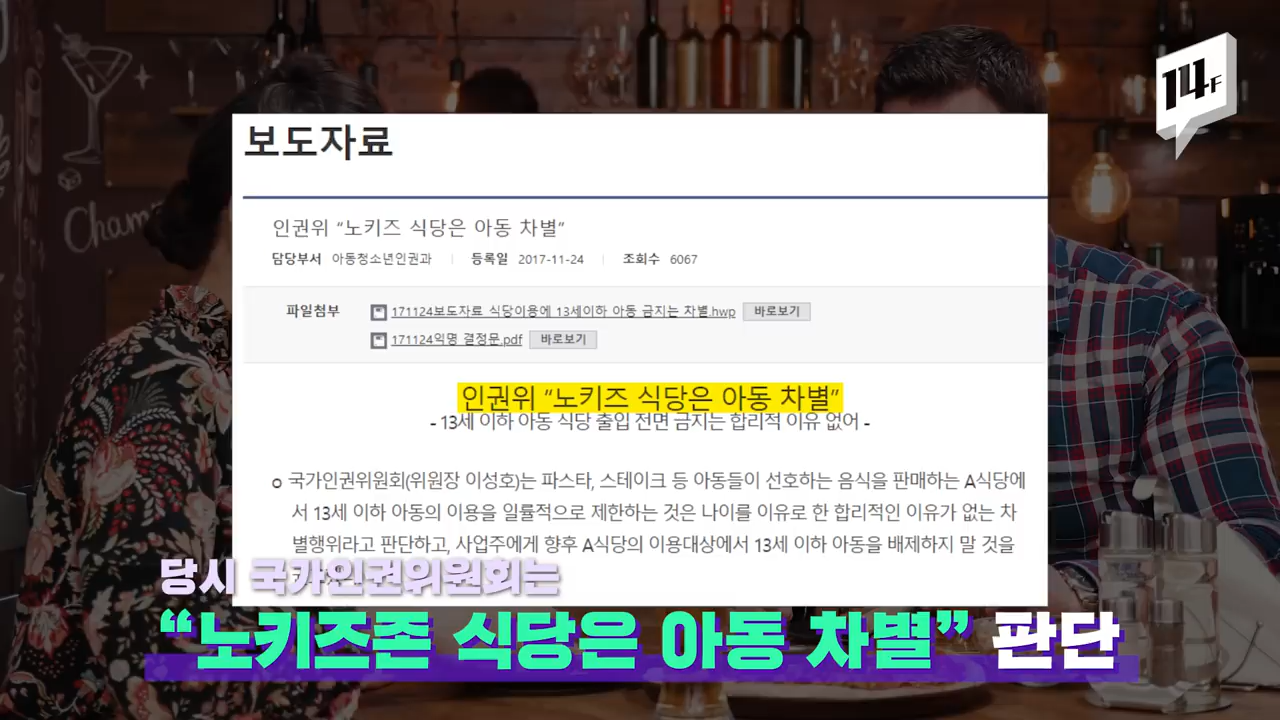 14F
Cham
보도자료
인권위 “노키즈 식당은 아동 차별”
담당부서 아동청소년인권과 등록일 2017-11-24 조회수 6067
파일첨부 171124보도자료_식당이용에 13세이하 아동 금지는 차별.hwp 바로보기
171124익명 결정문.pdf 바로보기
인권위 “노키즈 식당은 아동 차별”
- 13세 이하 아동 식당 출입 전면 금지는 합리적 이유 없어 -
○ 국가인권위원회(위원장 이성호)는 파스타, 스테이크 등 아동들이 선호하는 음식을 판매하는 A식당에
서 13세 이하 아동의 이용을 일률적으로 제한하는 것은 나이를 이유로 한 합리적인 이유가 없는 차
별행위라고 판단하고, 사업주에게 향후 A식당의 이용대상에서 13세 이하 아동을 배제하지 말 것을
당시 국가인권위원회는
“노키즈존 식당은 아동 차별” 판단